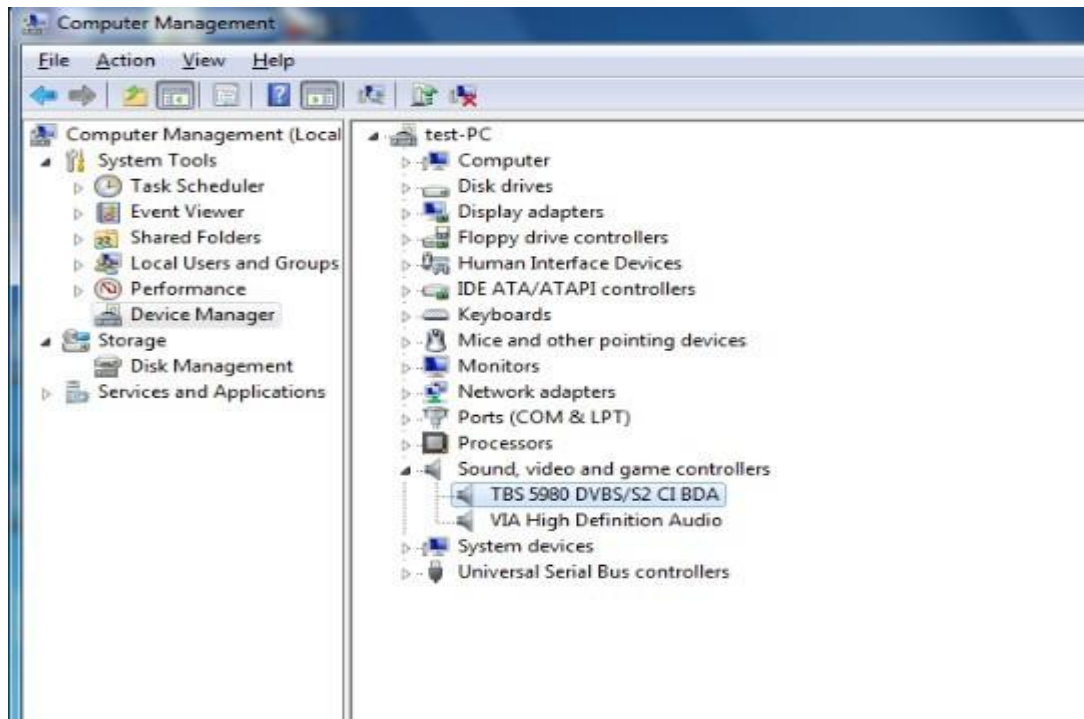 Computer Management
File Action View Help
Computer Management (Local
System Tools
Task Scheduler
Event Viewer
Shared Folders
Local Users and Groups
Performance
Device Manager
Storage
Disk Management
Services and Applications
test-PC
Computer
Disk drives
Display adapters
Floppy drive controllers
Human Interface Devices
IDE ATA/ATAPI controllers
Keyboards
Mice and other pointing devices
Monitors
Network adapters
Ports (COM & LPT)
Processors
Sound, video and game controllers
TBS 5980 DVBS/S2 CI BDA
VIA High Definition Audio
System devices
Universal Serial Bus controllers